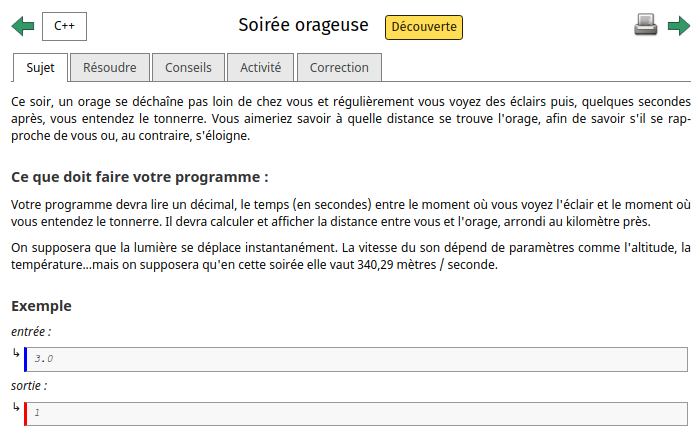 C++
Soirée orageuse
Découverte
Sujet
Résoudre
Conseils
Activité
Correction
Ce soir, un orage se déchaîne pas loin de chez vous et régulièrement vous voyez des éclairs puis, quelques secondes
après, vous entendez le tonnerre. Vous aimeriez savoir à quelle distance se trouve l'orage, afin de savoir s'il se rap-
proche de vous ou, au contraire, s'éloigne.
Ce que doit faire votre programme :
Votre programme devra lire un décimal, le temps (en secondes) entre le moment où vous voyez l'éclair et le moment où
vous entendez le tonnerre. Il devra calculer et afficher la distance entre vous et l'orage, arrondi au kilomètre près.
On supposera que la lumière se déplace instantanément. La vitesse du son dépend de paramètres comme l'altitude, la
température...mais on supposera qu'en cette soirée elle vaut 340,29 mètres / seconde.
Exemple
entrée :
3.0
sortie :
1